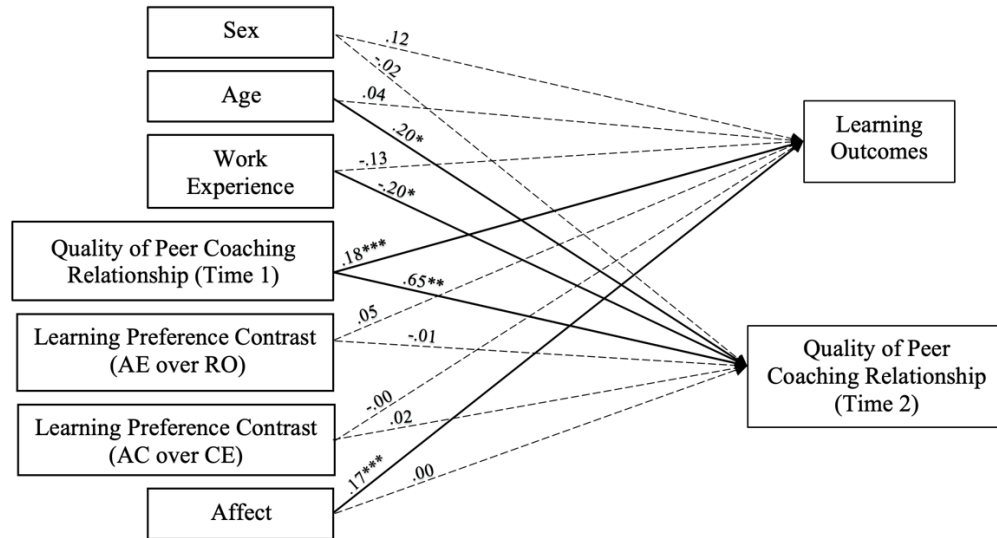 Sex
.12
-.02
Age
.04
.20*
Learning
Outcomes
Work
Experience
-.13
-.20*
Quality of Peer Coaching
Relationship (Time 1)
.18***
.65**
Learning Preference Contrast
(AE over RO)
.05
-.01
Quality of Peer
Coaching Relationship
(Time 2)
Learning Preference Contrast
(AC over CE)
-.00
.02
Affect
.17***
.00